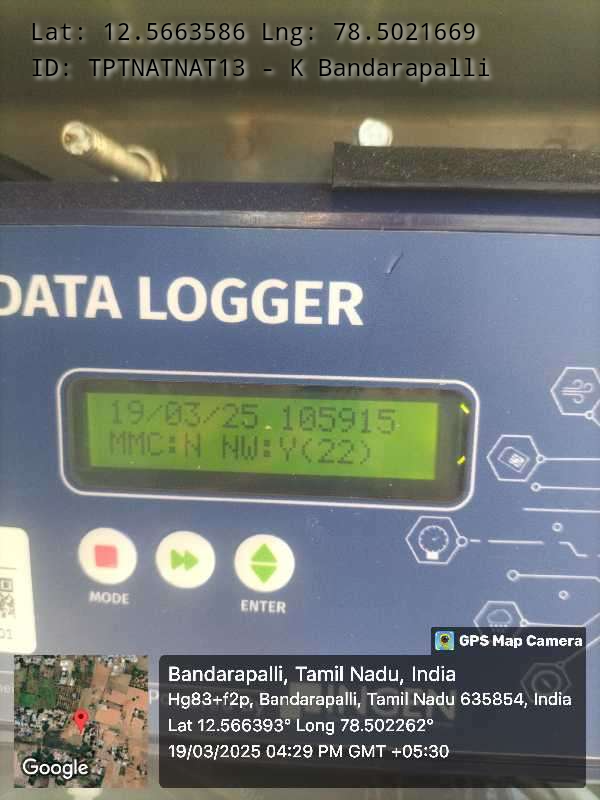 Lat: 12.5663586 Lng: 78.5021669
ID: TPTNATNAT13 - K Bandarapalli
DATA LOGGER
19/03/25 105915
MMC:N NW:Y(22)
MODE
ENTER
GPS Map Camera
Bandarapalli, Tamil Nadu, India
Hg83+f2p, Bandarapalli, Tamil Nadu 635854, India
Lat 12.566393° Long 78.502262°
19/03/2025 04:29 PM GMT +05:30
Google